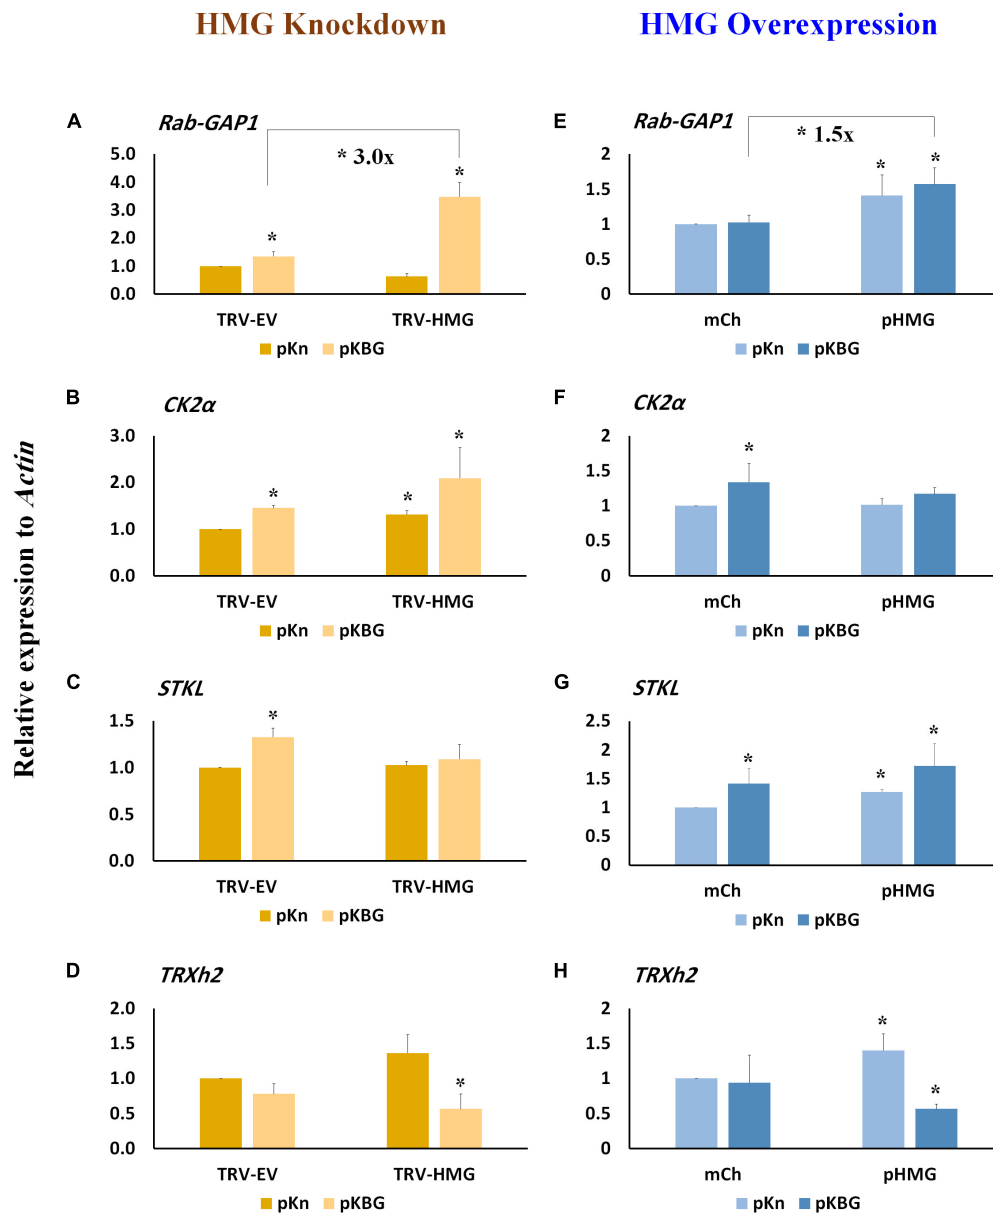 HMG Knockdown
HMG Overexpression
Relative expression to Actin
A
Rab-GAP1
* 3.0x
5.0
4.0
3.0
2.0
1.0
0.0
*
*
TRV-EV
TRV-HMG
pKn
pKBG
B
CK2α
3.0
2.0
1.0
0.0
*
*
*
TRV-EV
TRV-HMG
pKn
pKBG
C
STKL
1.5
1.0
0.5
0.0
*
TRV-EV
TRV-HMG
pKn
pKBG
D
TRXh2
2.0
1.5
1.0
0.5
0.0
*
TRV-EV
TRV-HMG
pKn
pKBG
E
Rab-GAP1
* 1.5x
2
1.5
1
0.5
0
*
*
mCh
pHMG
pKn
pKBG
F
CK2α
2
1.5
1
0.5
0
*
mCh
pHMG
pKn
pKBG
G
STKL
2.5
2
1.5
1
0.5
0
*
*
*
mCh
pHMG
pKn
pKBG
H
TRXh2
2
1.5
1
0.5
0
*
*
mCh
pHMG
pKn
pKBG